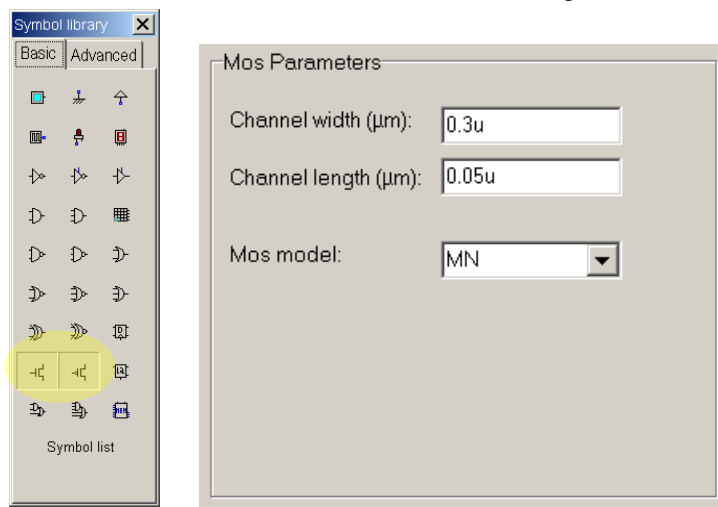 Symbol library
Basic Advanced
Symbol list
Mos Parameters
Channel width (µm): 0.3u
Channel length (µm): 0.05u
Mos model: MN